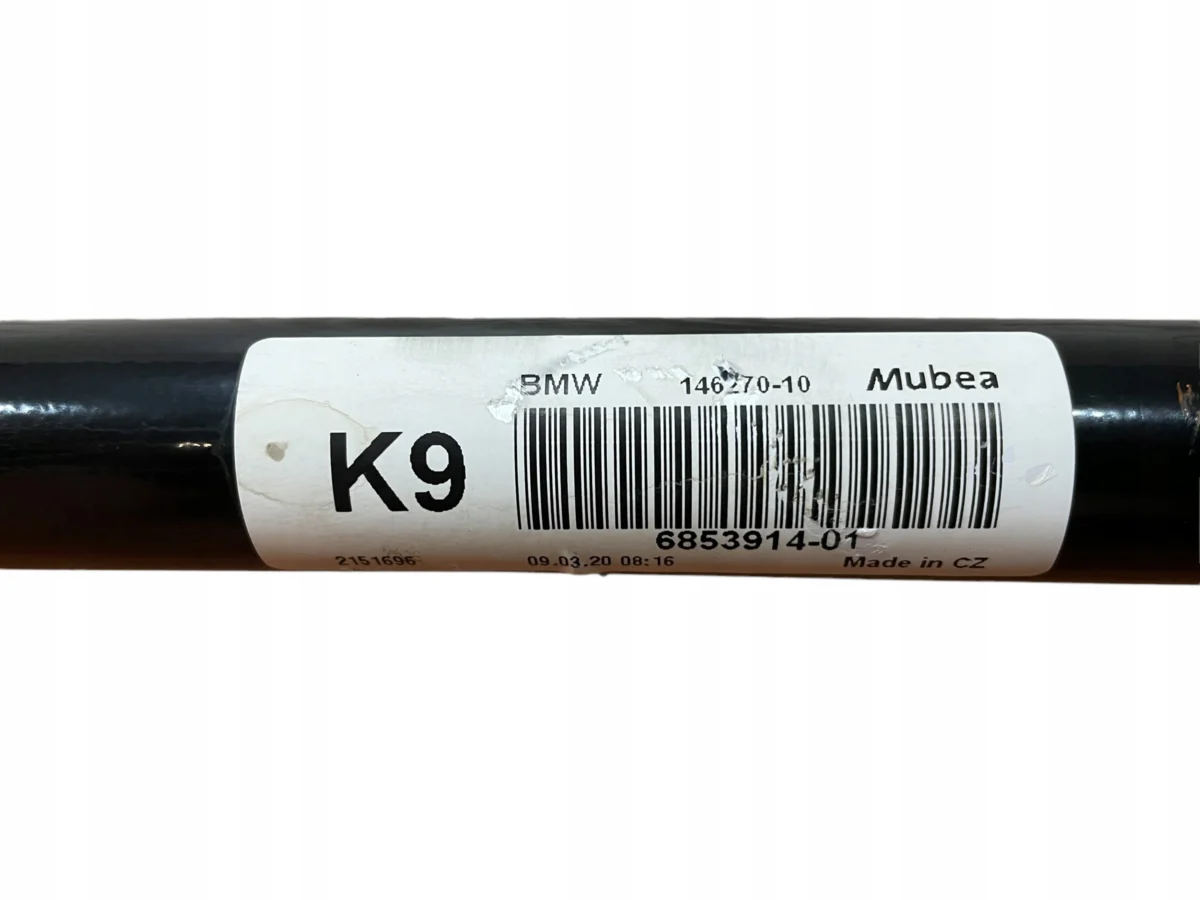 BMW 146270-10 Mubea
K9
6853914-01
2151696 09.03.20 08:16 Made in CZ